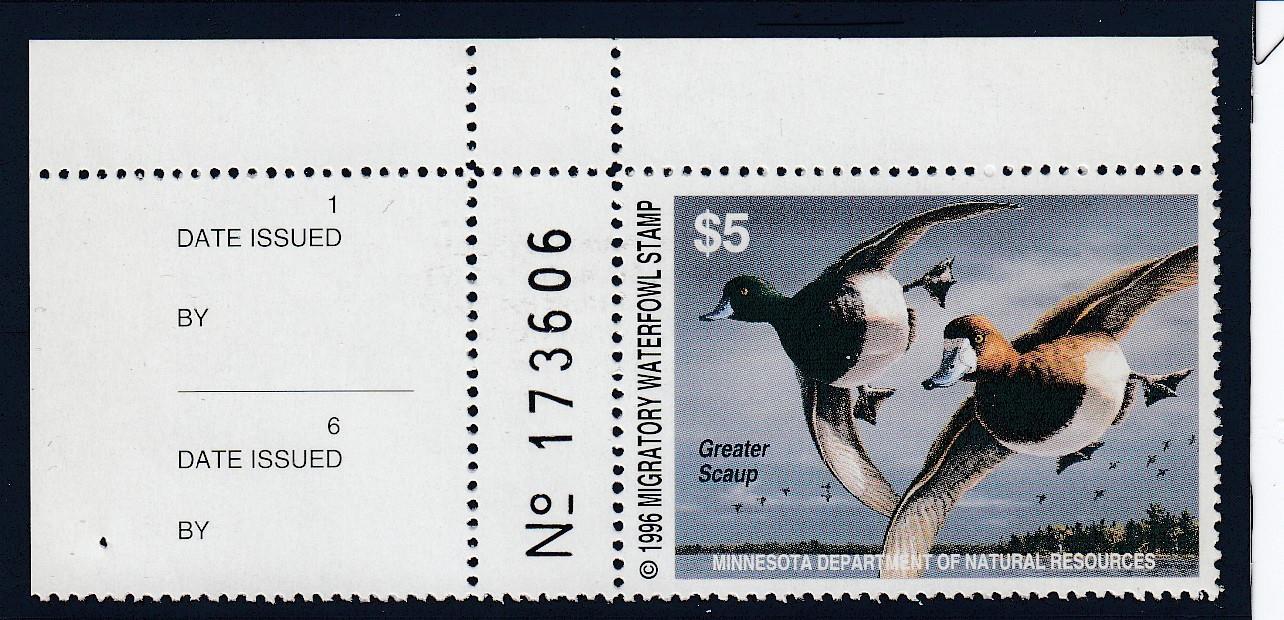 1
DATE ISSUED
BY
6
DATE ISSUED
BY
Nº 173606
© 1996 MIGRATORY WATERFOWL STAMP
$5
Greater
Scaup
MINNESOTA DEPARTMENT OF NATURAL RESOURCES